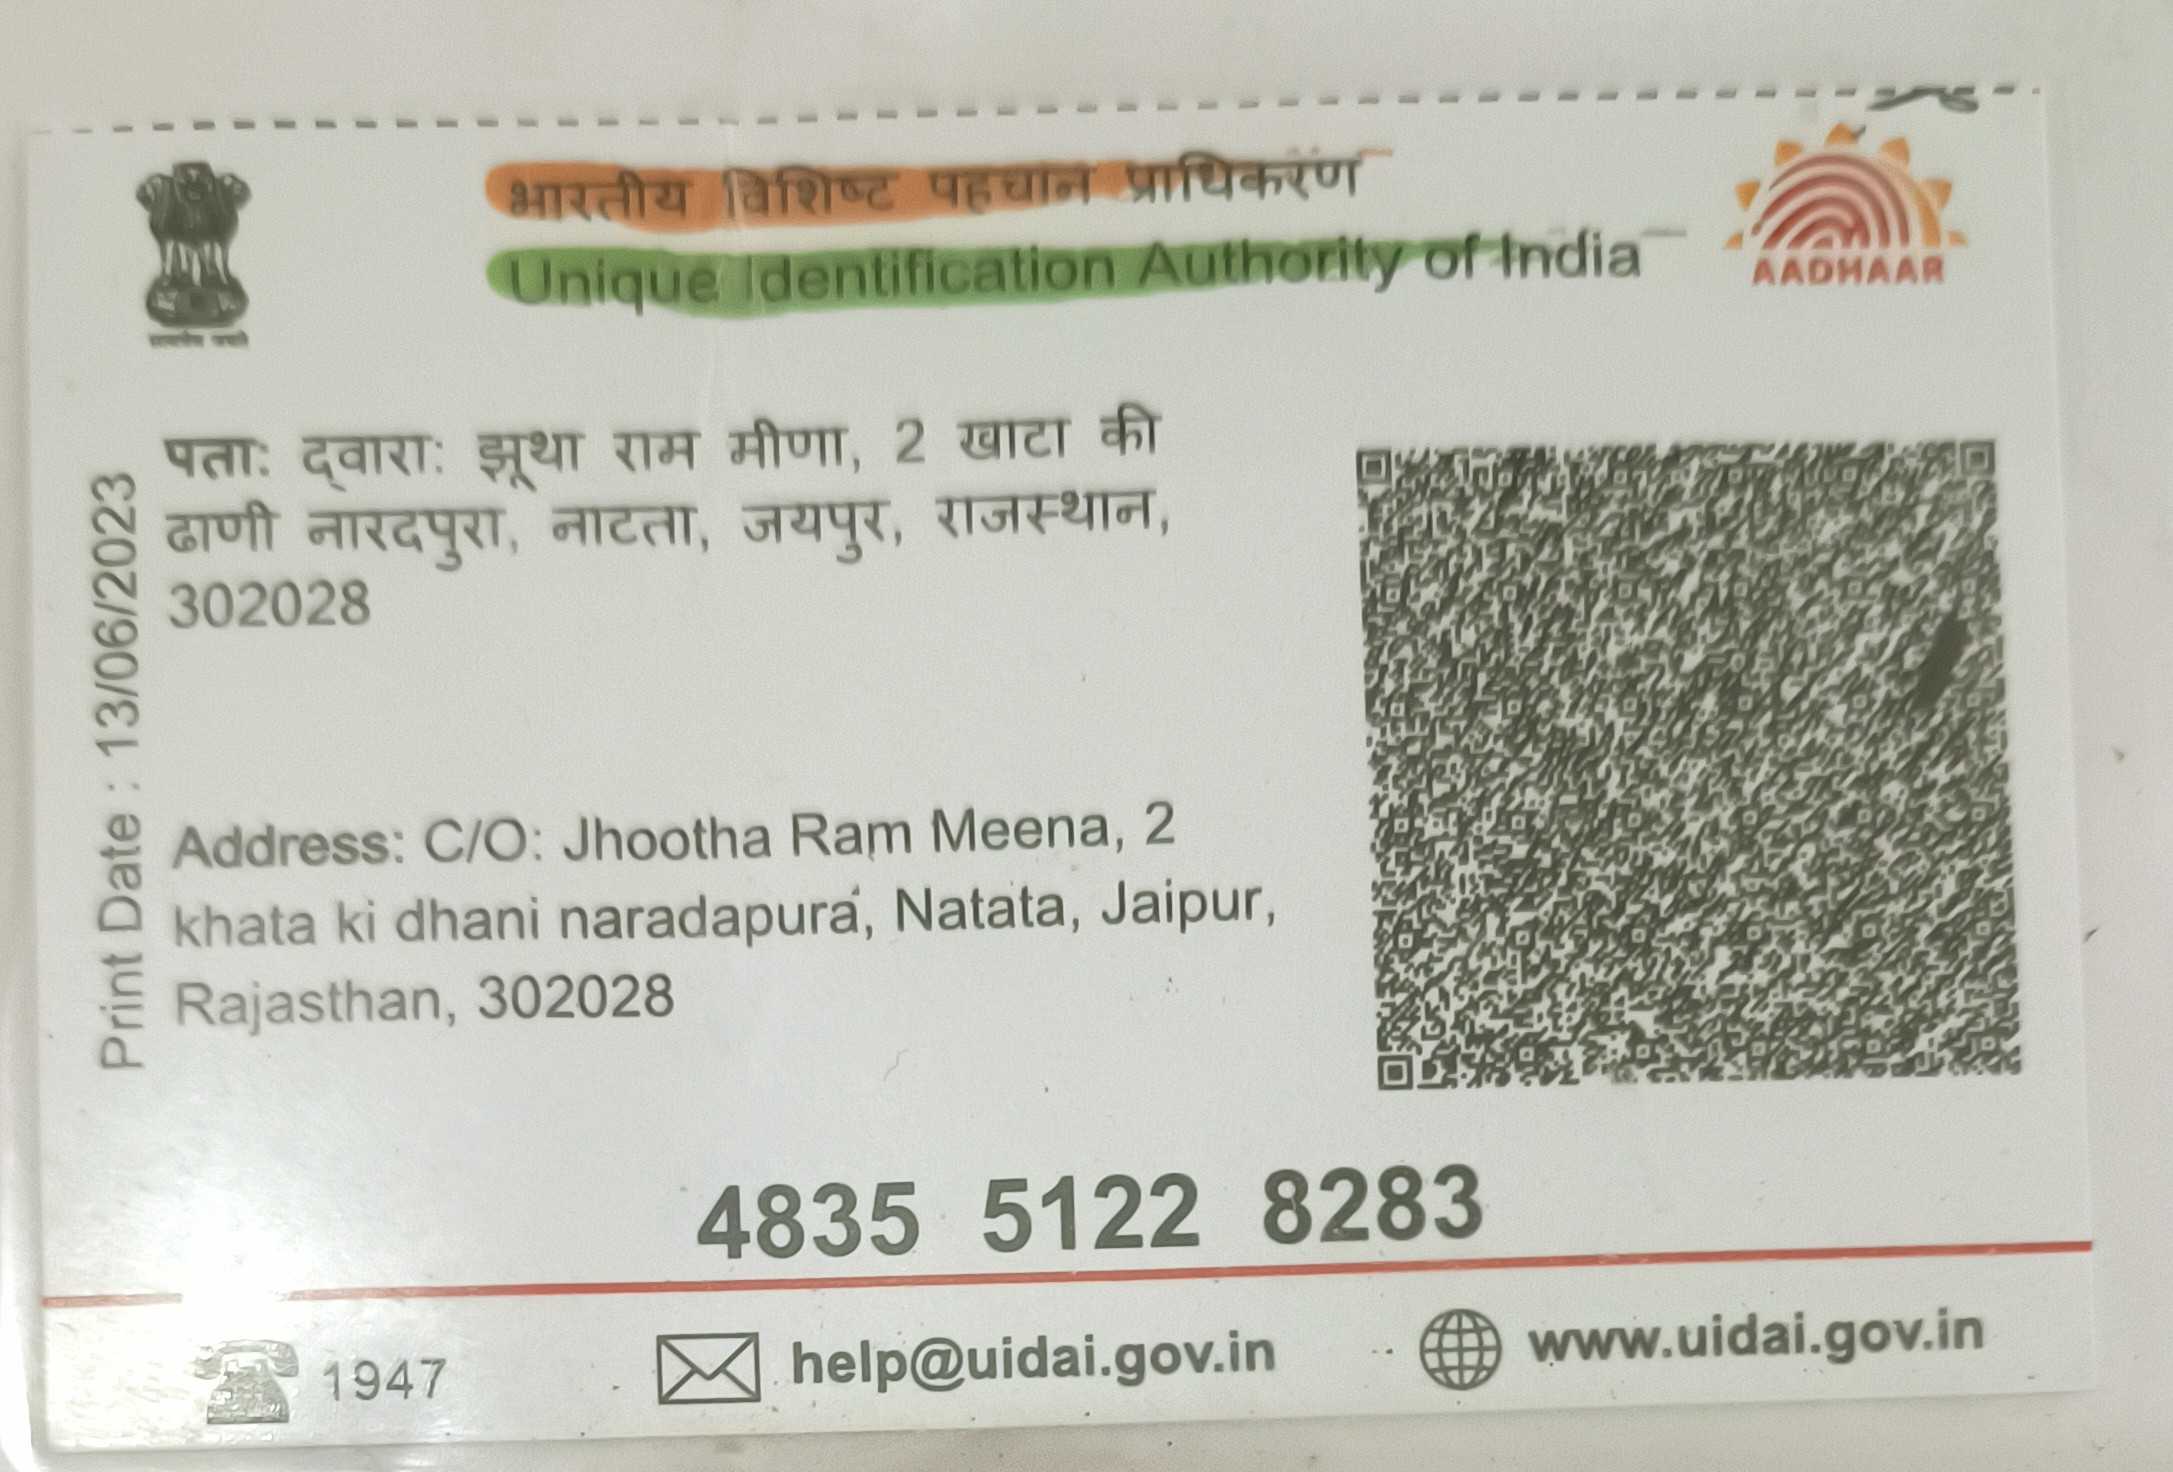 भारतीय विशिष्ट पहचान प्राधिकरण
Unique Identification Authority of India
AADHAAR
पता: द्वारा: झूथा राम मीणा, 2 खाटा की
ढाणी नारदपुरा, नाटता, जयपुर, राजस्थान,
302028
Print Date : 13/06/2023
Address: C/O: Jhootha Ram Meena, 2
khata ki dhani naradapura, Natata, Jaipur,
Rajasthan, 302028
4835 5122 8283
1947
help@uidai.gov.in
www.uidai.gov.in